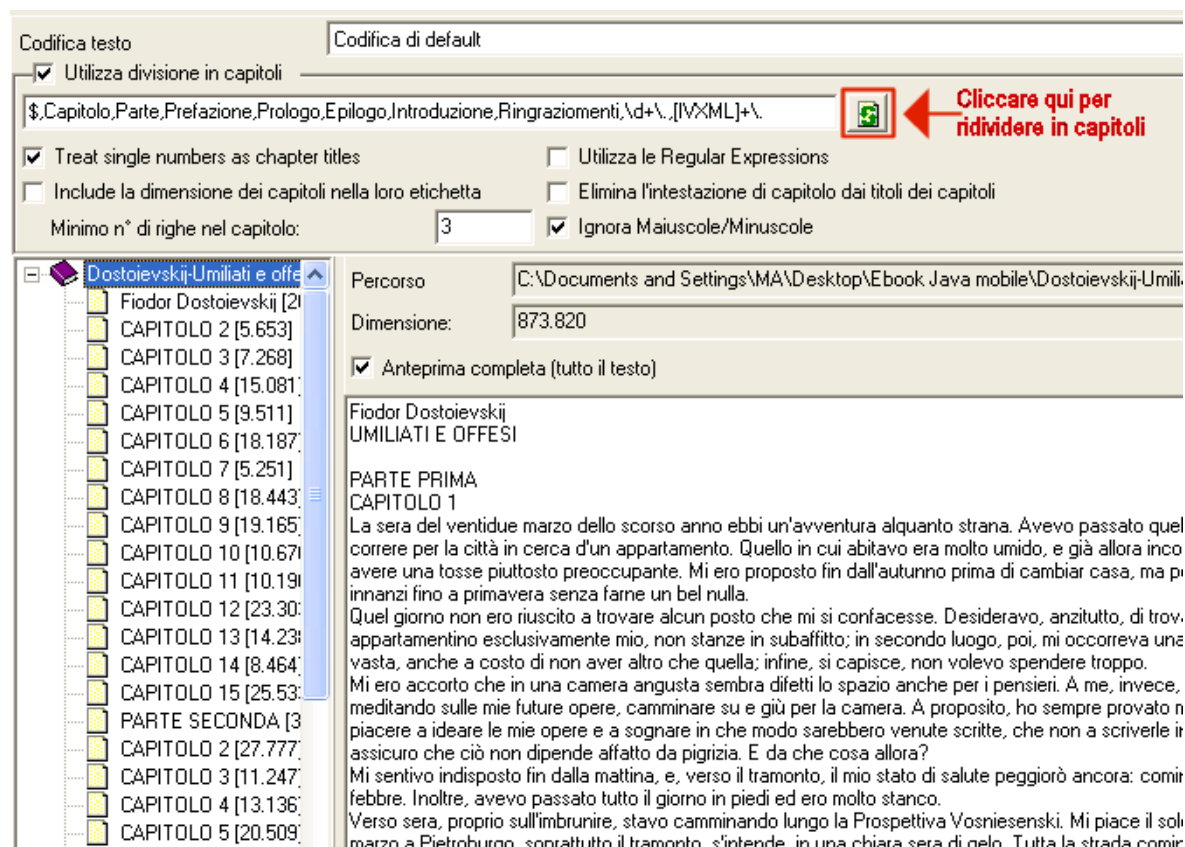 Codifica testo
Codifica di default
Utilizza divisione in capitoli
$,Capitolo,Parte,Prefazione,Prologo,Epilogo,Introduzione,Ringraziomenti,\d+\.,[IVXML]+\.
Cliccare qui per
ridividere in capitoli
Treat single numbers as chapter titles
Utilizza le Regular Expressions
Include la dimensione dei capitoli nella loro etichetta
Elimina l'intestazione di capitolo dai titoli dei capitoli
Minimo n° di righe nel capitolo:
3
Ignora Maiuscole/Minuscole
Dostoievskij-Umiliati e offe
Fiodor Dostoievskij [2
CAPITOLO 2 [5.653]
CAPITOLO 3 [7.268]
CAPITOLO 4 [15.081]
CAPITOLO 5 [9.511]
CAPITOLO 6 [18.187]
CAPITOLO 7 [5.251]
CAPITOLO 8 [18.443]
CAPITOLO 9 [19.165]
CAPITOLO 10 [10.67
CAPITOLO 11 [10.19
CAPITOLO 12 [23.30
CAPITOLO 13 [14.23
CAPITOLO 14 [8.464]
CAPITOLO 15 [25.53
PARTE SECONDA [3
CAPITOLO 2 [27.777]
CAPITOLO 3 [11.247]
CAPITOLO 4 [13.136]
CAPITOLO 5 [20.509]
Percorso
C:\Documents and Settings\MA\Desktop\Ebook Java mobile\Dostoievskij-Umili
Dimensione:
873.820
Anteprima completa (tutto il testo)
Fiodor Dostoievskij
UMILIATI E OFFESI
PARTE PRIMA
CAPITOLO 1
La sera del ventidue marzo dello scorso anno ebbi un'avventura alquanto strana. Avevo passato quel
correre per la città in cerca d'un appartamento. Quello in cui abitavo era molto umido, e già allora inco
avere una tosse piuttosto preoccupante. Mi ero proposto fin dall'autunno prima di cambiar casa, ma p
innanzi fino a primavera senza farne un bel nulla.
Quel giorno non ero riuscito a trovare alcun posto che mi si confacesse. Desideravo, anzitutto, di trov
appartamentino esclusivamente mio, non stanze in subaffitto; in secondo luogo, poi, mi occorreva una
vasta, anche a costo di non aver altro che quella; infine, si capisce, non volevo spendere troppo.
Mi ero accorto che in una camera angusta sembra difetti lo spazio anche per i pensieri. A me, invece,
meditando sulle mie future opere, camminare su e giù per la camera. A proposito, ho sempre provato
piacere a ideare le mie opere e a sognare in che modo sarebbero venute scritte, che non a scriverle
assicuro che ciò non dipende affatto da pigrizia. E da che cosa allora?
Mi sentivo indisposto fin dalla mattina, e, verso il tramonto, il mio stato di salute peggiorò ancora: comin
febbre. Inoltre, avevo passato tutto il giorno in piedi ed ero molto stanco.
Verso sera, proprio sull'imbrunire, stavo camminando lungo la Prospettiva Vosniesenski. Mi piace il sol
marzo a Pietroburgo, soprattutto il tramonto, s'intende, in una chiara sera di gelo. Tutta la strada comin